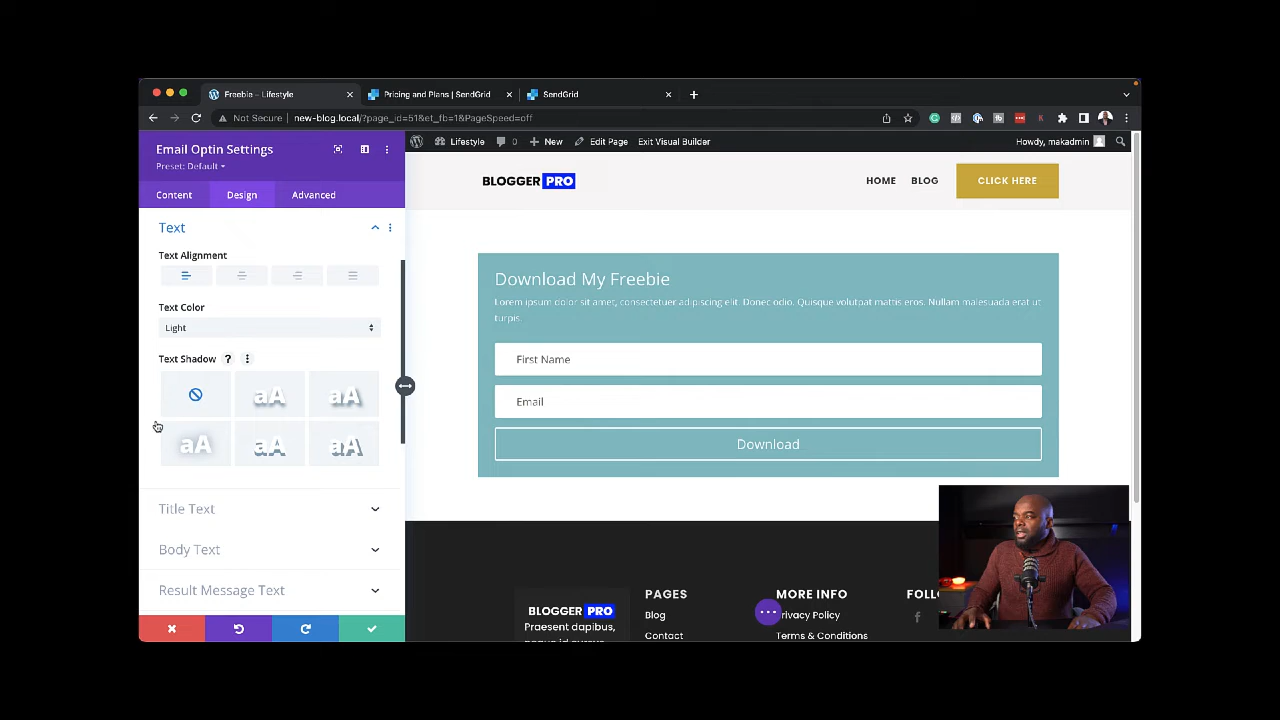 Freebie – Lifestyle
Pricing and Plans | SendGrid
SendGrid
Not Secure
new-blog.local/?page_id=51&et_fb=1&PageSpeed=off
Email Optin Settings
Preset: Default
Content
Design
Advanced
Text
Text Alignment
Text Color
Light
Text Shadow
?
aA
aA
aA
aA
aA
Title Text
Body Text
Result Message Text
Lifestyle
0
New
Edit Page
Exit Visual Builder
Howdy, makadmin
BLOGGER PRO
HOME
BLOG
CLICK HERE
Download My Freebie
Lorem ipsum dolor sit amet, consectetuer adipiscing elit. Donec odio. Quisque volutpat mattis eros. Nullam malesuada erat ut
turpis.
First Name
Email
Download
BLOGGER PRO
Praesent dapibus,
PAGES
Blog
Contact
MORE INFO
rivacy Policy
Terms & Conditions
FOLL